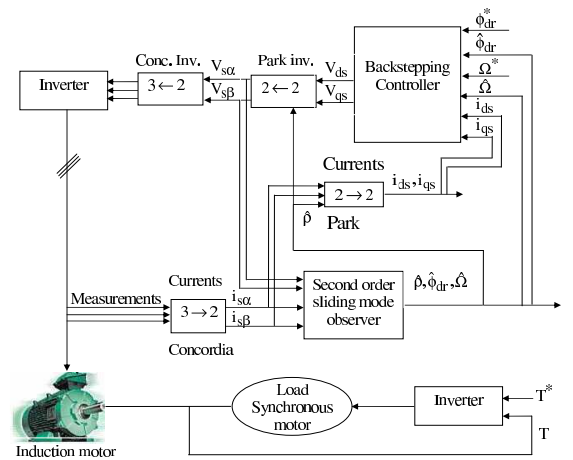 ϕ*dr
Conc. Inv.
Park inv.
Vds
Backstepping
Controller
ϕ̂dr
Vsα
Inverter
3←2
2←2
Ω*
Vsβ
Vqs
Ω̂
ids
iqs
Currents
2→2
ids,iqs
ρ̂
Park
Currents
Second order
sliding mode
observer
ρ̂,ϕ̂dr,Ω̂
Measurements
isα
3→2
isβ
Concordia
Load
Synchronous
motor
Inverter
T*
T
Induction motor